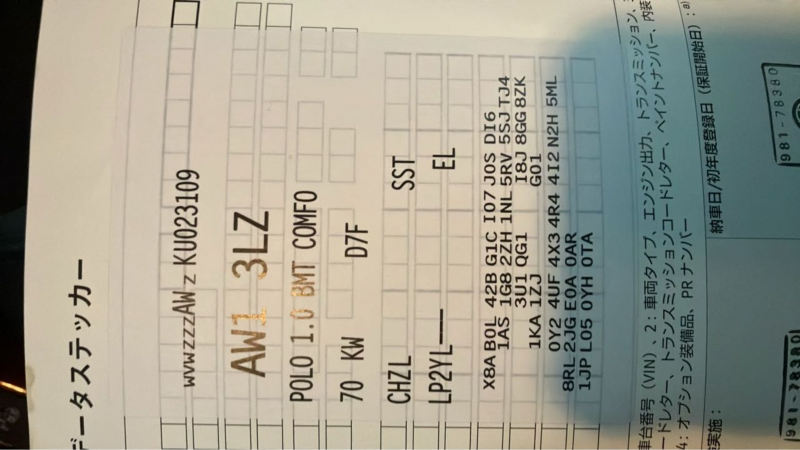 データステッカー
WVWZZZAWZKU023109
AW1 3LZ
POLO 1.0 BMT COMFO
70 KW D7F
CHZL SST
LP2YL—— EL
X8A B0L 42B G1C I07 J0S DI6
1AS 1G8 2ZH 1NL 5RV 5SJ TJ4
3U1 QG1 I8J 8GG 8ZK
1KA 1ZJ G01
0Y2 4UF 4X3 4R4 4I2 N2H 5ML
8RL 2JG E0A 0AR
1JP L05 0YH 0TA
車台番号 (VIN)、2：車両タイプ、エンジン出力、トランスミッション、
ードレター、トランスミッションコードレター、ペイントナンバー、内装
4：オプション装備品、PRナンバー
実施：
納車日/初年度登録日（保証開始日）：a)
981-78380
981-78380